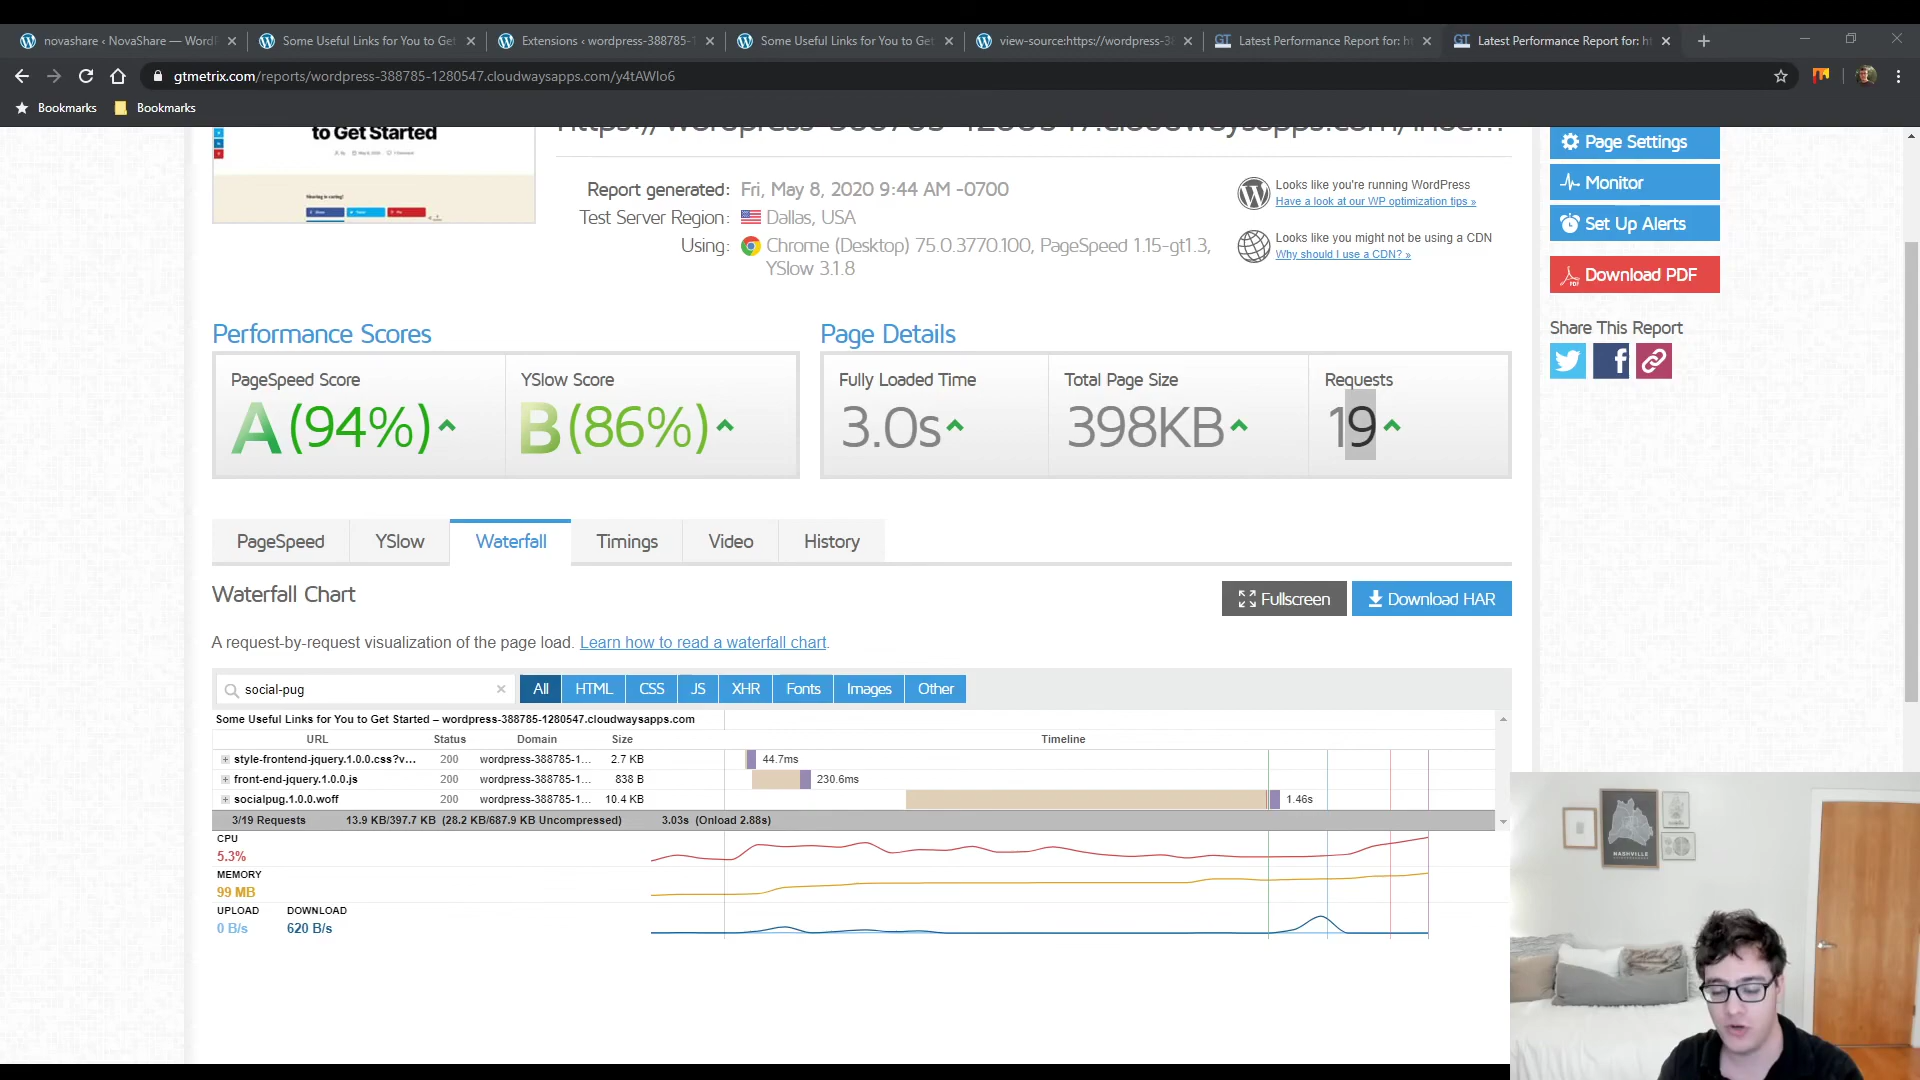 novashare ‹ NovaShare — WordP
Some Useful Links for You to Get
Extensions ‹ wordpress-388785-1
Some Useful Links for You to Get
view-source:https://wordpress-38
Latest Performance Report for: ht
Latest Performance Report for: ht
gtmetrix.com/reports/wordpress-388785-1280547.cloudwaysapps.com/y4tAWIo6
Bookmarks
Bookmarks
to Get Started
Page Settings
Monitor
Set Up Alerts
Download PDF
Share This Report
Report generated: Fri, May 8, 2020 9:44 AM -0700
Test Server Region: Dallas, USA
Using: Chrome (Desktop) 75.0.3770.100, PageSpeed 1.15-gt1.3,
YSlow 3.1.8
Looks like you're running WordPress
Have a look at our WP optimization tips »
Looks like you might not be using a CDN
Why should I use a CDN? »
Performance Scores
Page Details
PageSpeed Score
YSlow Score
Fully Loaded Time
Total Page Size
Requests
A (94%)
B (86%)
3.0s
398KB
19
PageSpeed
YSlow
Waterfall
Timings
Video
History
Waterfall Chart
Fullscreen
Download HAR
A request-by-request visualization of the page load. Learn how to read a waterfall chart.
social-pug
All
HTML
CSS
JS
XHR
Fonts
Images
Other
Some Useful Links for You to Get Started – wordpress-388785-1280547.cloudwaysapps.com
URL Status Domain Size Timeline
style-frontend-jquery.1.0.0.css?v... 200 wordpress-388785-1... 2.7 KB 44.7ms
front-end-jquery.1.0.0.js 200 wordpress-388785-1... 838 B 230.6ms
socialpug.1.0.0.woff 200 wordpress-388785-1... 10.4 KB 1.46s
3/19 Requests 13.9 KB/397.7 KB (28.2 KB/687.9 KB Uncompressed) 3.03s (Onload 2.88s)
CPU
5.3%
MEMORY
99 MB
UPLOAD DOWNLOAD
0 B/s 620 B/s
NASHVILLE